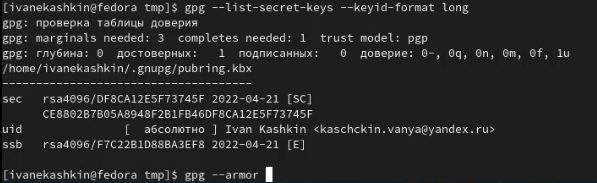 [ivanekashkin@fedora tmp]$ gpg --list-secret-keys --keyid-format long
gpg: проверка таблицы доверия
gpg: marginals needed: 3  completes needed: 1  trust model: pgp
gpg: глубина: 0  достоверных:   1  подписанных:   0  доверие: 0-, 0q, 0n, 0m, 0f, 1u
/home/ivanekashkin/.gnupg/pubring.kbx
-------------------------------------
sec   rsa4096/DF8CA12E5F73745F 2022-04-21 [SC]
      CE8802B7B05A8948F2B1FB46DF8CA12E5F73745F
uid                 [  абсолютно ] Ivan Kashkin <kaschckin.vanya@yandex.ru>
ssb   rsa4096/F7C22B1D88BA3EF8 2022-04-21 [E]
[ivanekashkin@fedora tmp]$ gpg --armor